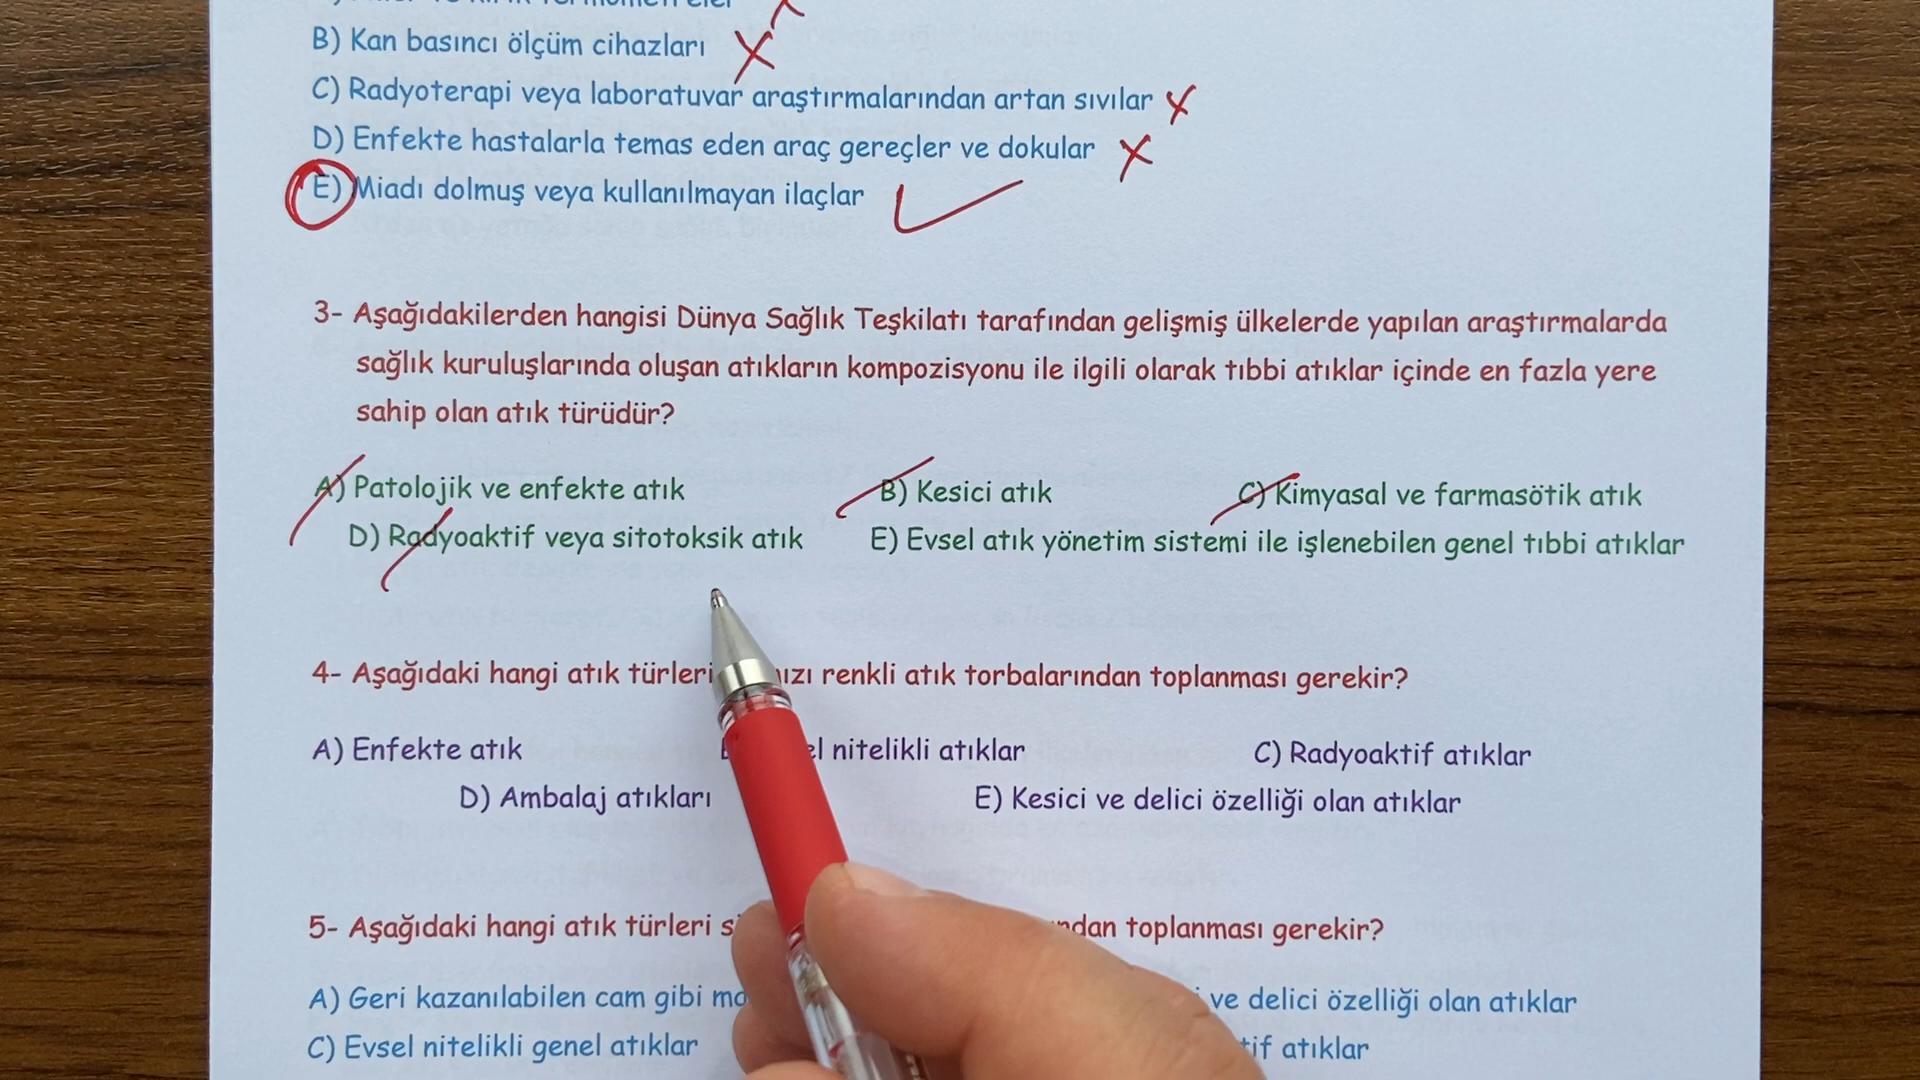 B) Kan basıncı ölçüm cihazları
C) Radyoterapi veya laboratuvar araştırmalarından artan sıvılar
D) Enfekte hastalarla temas eden araç gereçler ve dokular
E) Miadı dolmuş veya kullanılmayan ilaçlar
3- Aşağıdakilerden hangisi Dünya Sağlık Teşkilatı tarafından gelişmiş ülkelerde yapılan araştırmalarda
sağlık kuruluşlarında oluşan atıkların kompozisyonu ile ilgili olarak tıbbi atıklar içinde en fazla yere
sahip olan atık türüdür?
A) Patolojik ve enfekte atık B) Kesici atık C) Kimyasal ve farmasötik atık
D) Radyoaktif veya sitotoksik atık E) Evsel atık yönetim sistemi ile işlenebilen genel tıbbi atıklar
4- Aşağıdaki hangi atık türleri renkli atık torbalarından toplanması gerekir?
A) Enfekte atık nitelikli atıklar C) Radyoaktif atıklar
D) Ambalaj atıkları E) Kesici ve delici özelliği olan atıklar
5- Aşağıdaki hangi atık türleri toplanması gerekir?
A) Geri kazanılabilen cam gibi ve delici özelliği olan atıklar
C) Evsel nitelikli genel atıklar atıklar